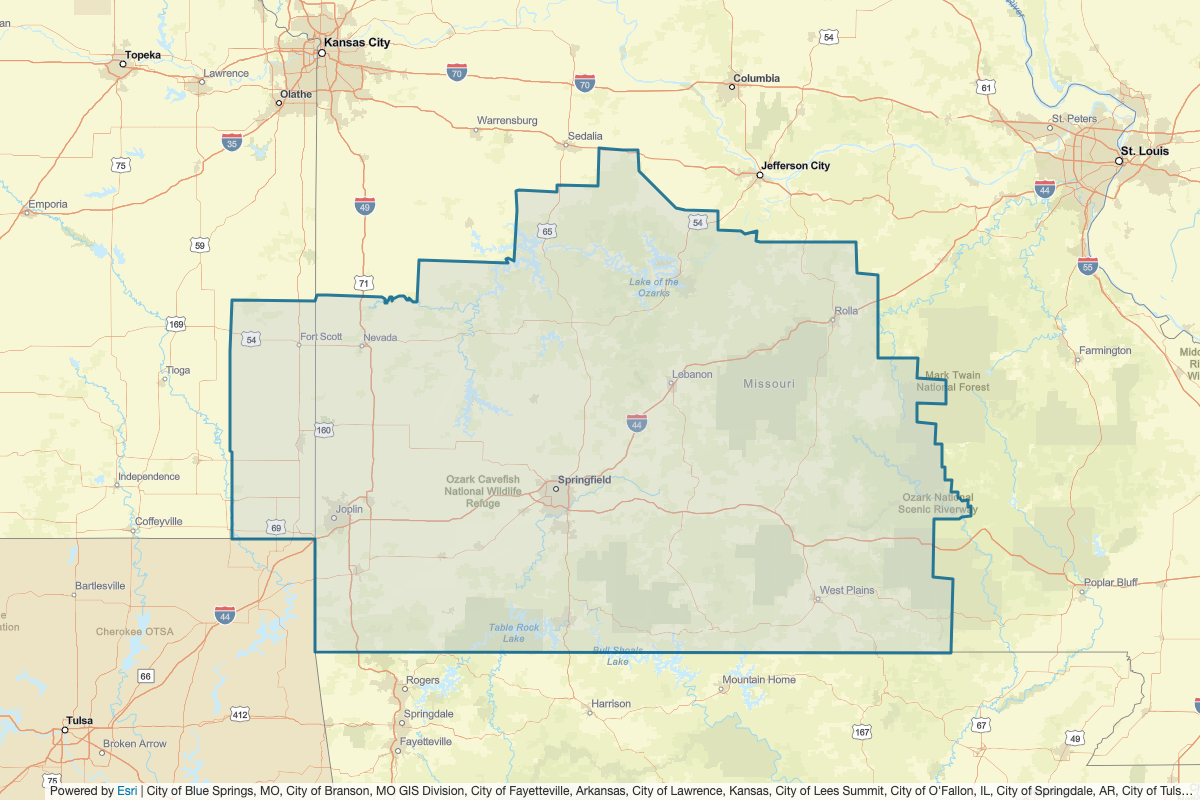 54
Kansas City
Topeka
70
Lawrence
70
Columbia
61
Olathe
Warrensburg
St. Peters
Sedalia
35
St. Louis
75
Jefferson City
44
Emporia
49
54
65
59
55
71
Lake of the
Ozarks
Rolla
169
54
Fort Scott
Nevada
Farmington
Tioga
Lebanon
Missouri
Mark Twain
National Forest
44
160
Independence
Ozark Cavefish
National Wildlife
Refuge
Springfield
Ozark National
Scenic Riverway
Joplin
Coffeyville
69
Bartlesville
Poplar Bluff
West Plains
44
Cherokee OTSA
Table Rock
Lake
Bull Shoals
Lake
66
Rogers
Mountain Home
Harrison
412
Springdale
Tulsa
67
167
49
Broken Arrow
Fayetteville
75
Powered by Esri | City of Blue Springs, MO, City of Branson, MO GIS Division, City of Fayetteville, Arkansas, City of Lawrence, Kansas, City of Lees Summit, City of O'Fallon, IL, City of Springdale, AR, City of Tuls…